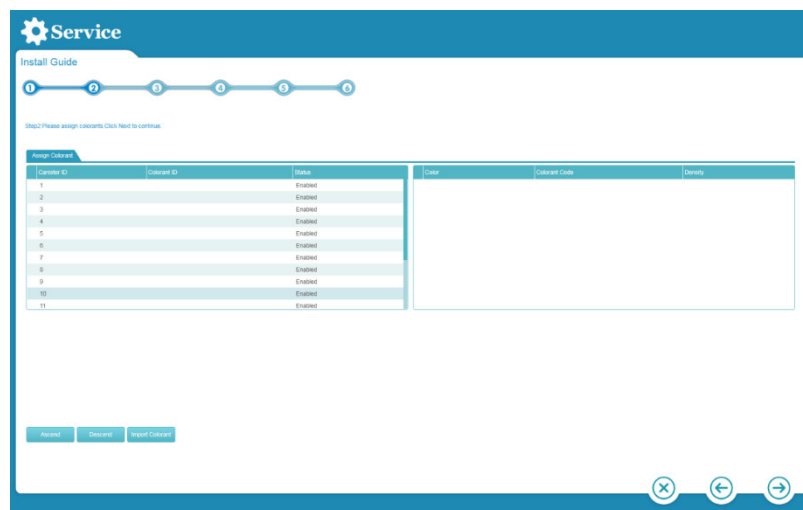 Service
Install Guide
1 2 3 4 5 6
Step2:Please assign colorants.Click Next to continue.
Assign Colorant
Canister ID Colorant ID Status Color Colorant Code Density
1 Enabled
2 Enabled
3 Enabled
4 Enabled
5 Enabled
6 Enabled
7 Enabled
8 Enabled
9 Enabled
10 Enabled
11 Enabled
Ascend Descend Import Colorant